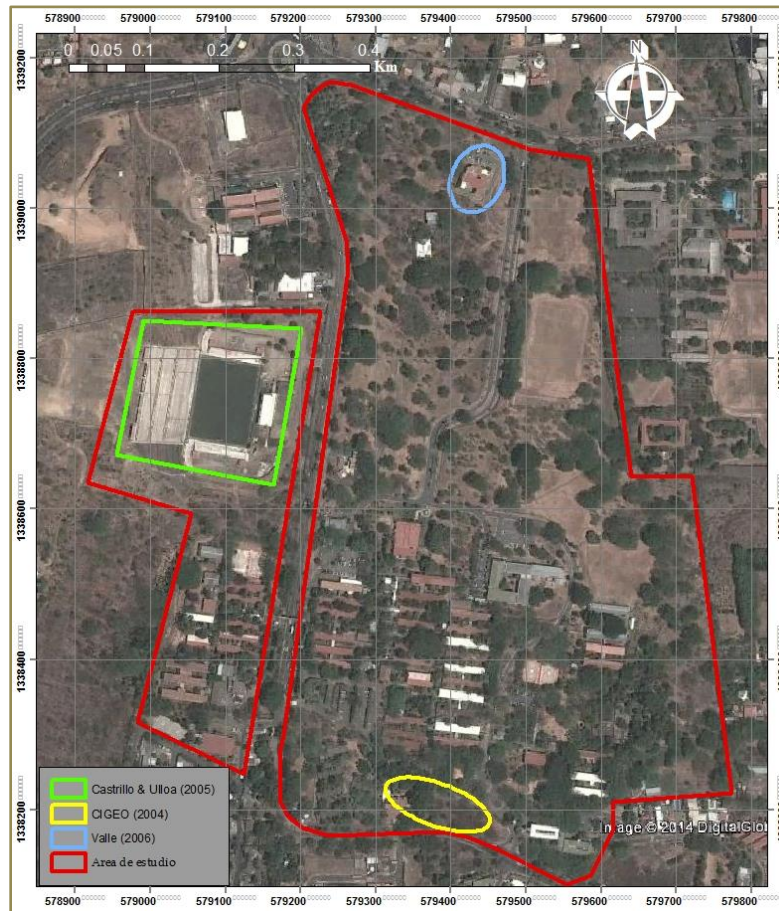 578900 579000 579100 579200 579300 579400 579500 579600 579700 579800
0 0.05 0.1 0.2 0.3 0.4
Km
N
1339200
1339000
1338800
1338600
1338400
1338200
Castrillo & Ulloa (2005)
CIGEO (2004)
Valle (2006)
Area de estudio
Image © 2014 DigitalGlo
578900 579000 579100 579200 579300 579400 579500 579600 579700 579800